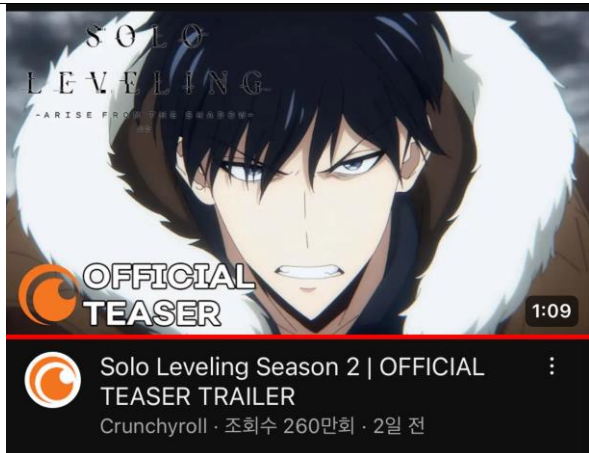 SOLO
LEVELING
-ARISE FROM THE SHADOW-
OFFICIAL
TEASER
1:09
Solo Leveling Season 2 | OFFICIAL
TEASER TRAILER
Crunchyroll · 조회수 260만회 · 2일 전